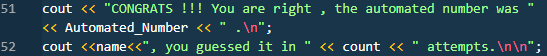 51 cout << "CONGRATS !!! You are right , the automated number was "
<< Automated_Number << " .\n";
52 cout <<name<<", you guessed it in " << count << " attempts.\n\n";